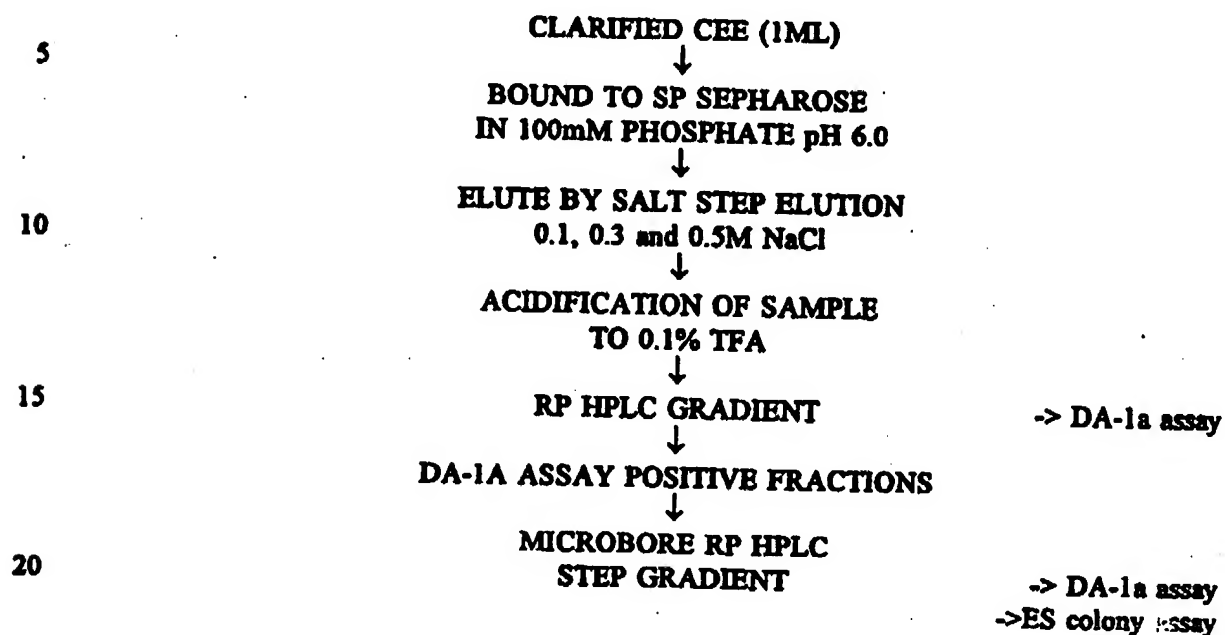 CLARIFIED CEE (1ML)
5
↓
BOUND TO SP SEPHAROSE
IN 100mM PHOSPHATE pH 6.0
↓
ELUTE BY SALT STEP ELUTION
10
0.1, 0.3 and 0.5M NaCl
↓
ACIDIFICATION OF SAMPLE
TO 0.1% TFA
↓
15
RP HPLC GRADIENT -> DA-1a assay
↓
DA-1A ASSAY POSITIVE FRACTIONS
↓
MICROBORE RP HPLC
20
STEP GRADIENT -> DA-1a assay
->ES colony assay